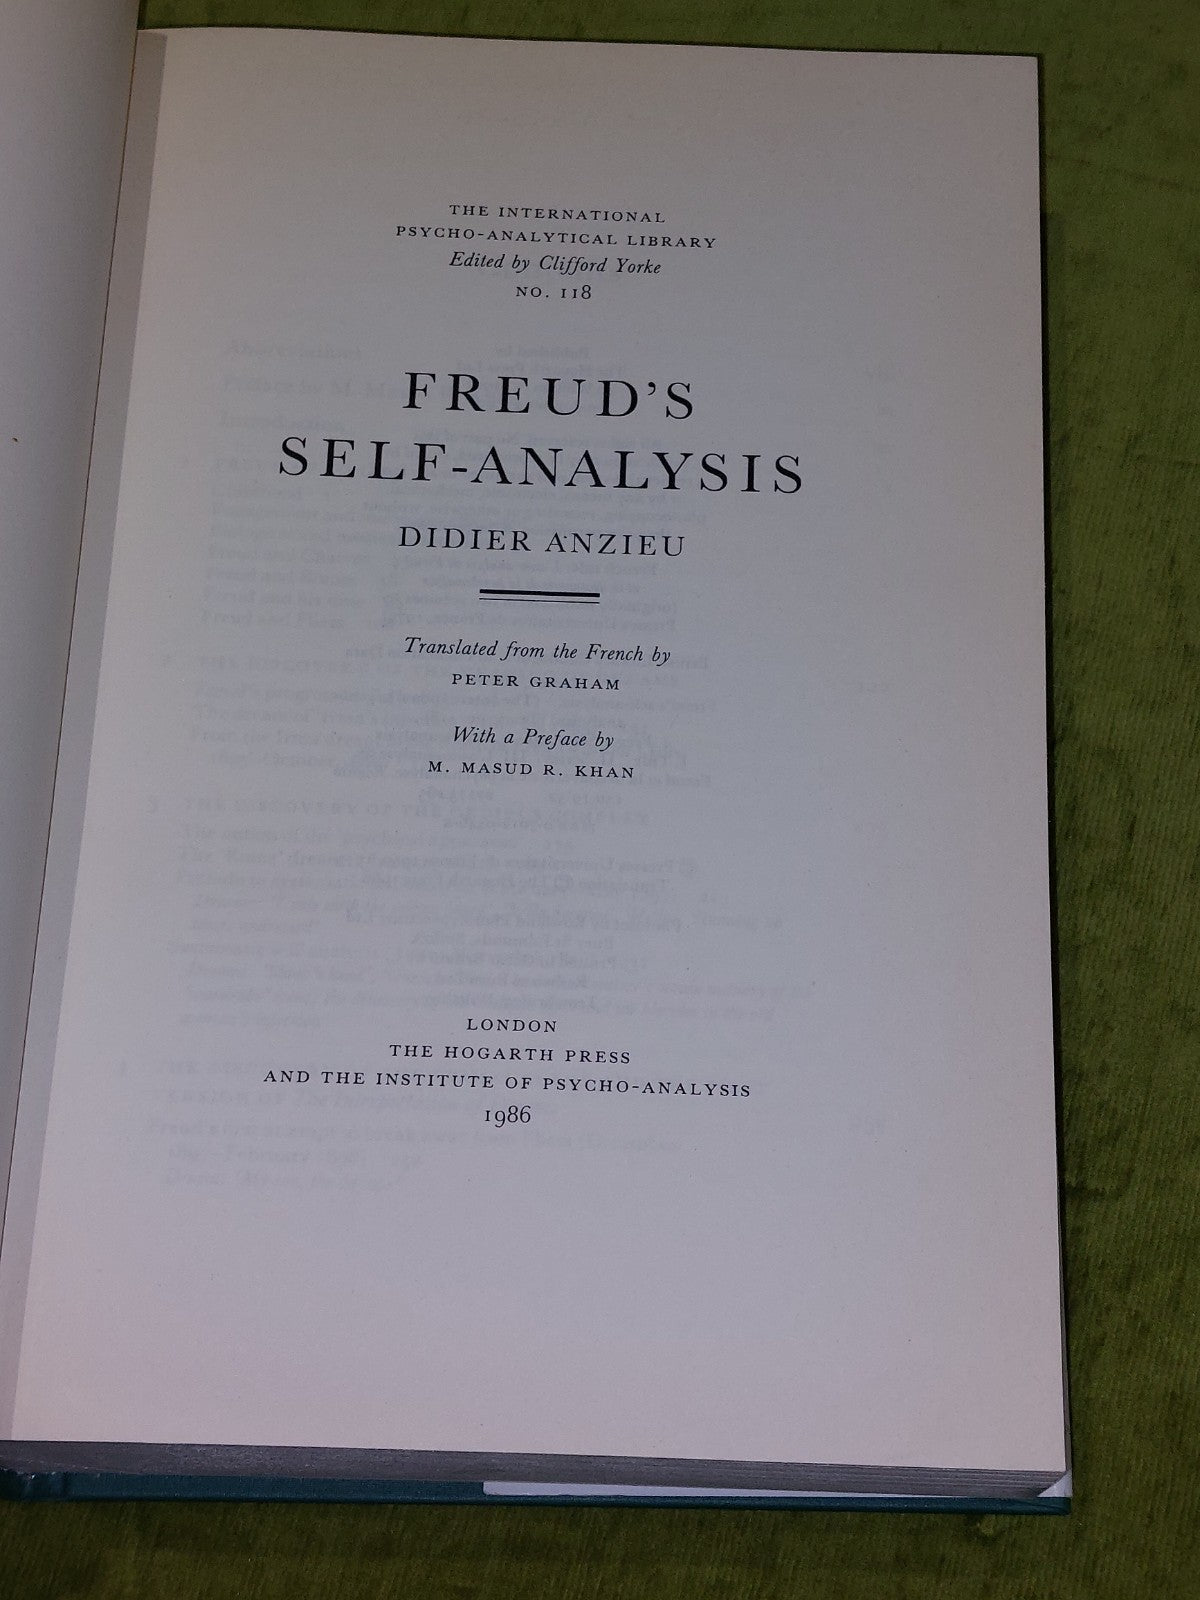 THE INTERNATIONAL
PSYCHO-ANALYTICAL LIBRARY
Edited by Clifford Yorke
NO. 118
FREUD'S
SELF-ANALYSIS
DIDIER ANZIEU
Translated from the French by
PETER GRAHAM
With a Preface by
M. MASUD R. KHAN
LONDON
THE HOGARTH PRESS
AND THE INSTITUTE OF PSYCHO-ANALYSIS
1986